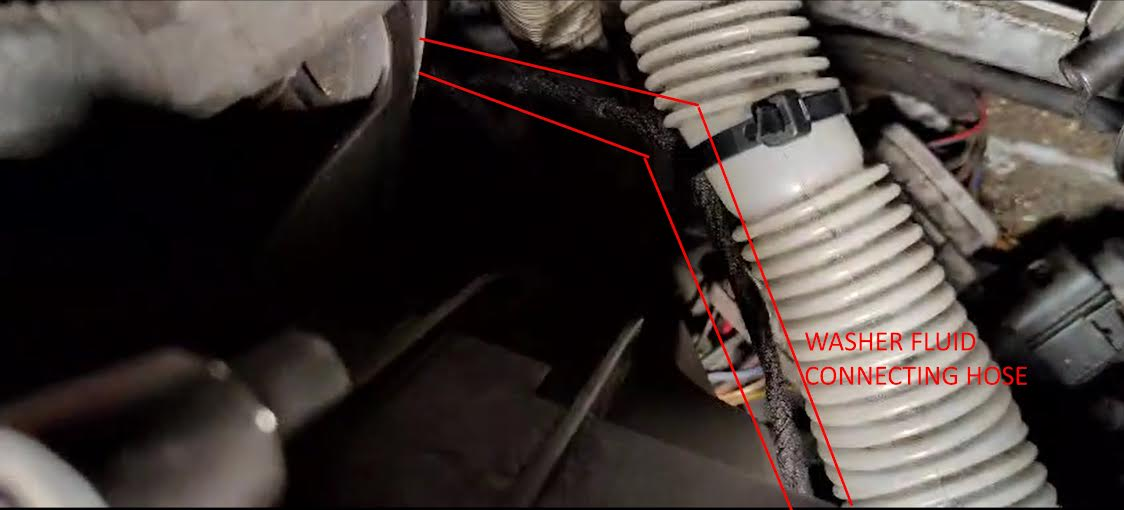 WASHER FLUID
CONNECTING HOSE